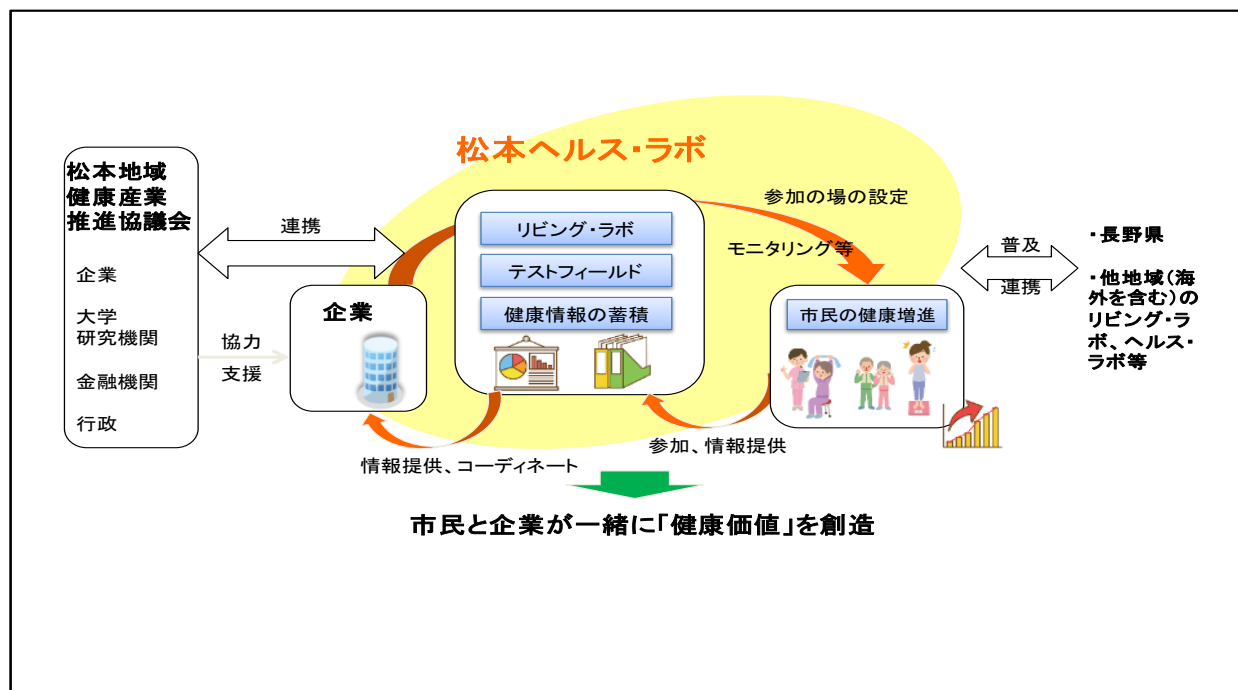 松本ヘルス・ラボ
松本地域
健康産業
推進協議会
企業
大学
研究機関
金融機関
行政
連携
協力
支援
企業
リビング・ラボ
テストフィールド
健康情報の蓄積
参加の場の設定
モニタリング等
市民の健康増進
参加、情報提供
情報提供、コーディネート
普及
連携
・長野県
・他地域(海
外を含む)の
リビング・ラ
ボ、ヘルス・
ラボ等
市民と企業が一緒に「健康価値」を創造